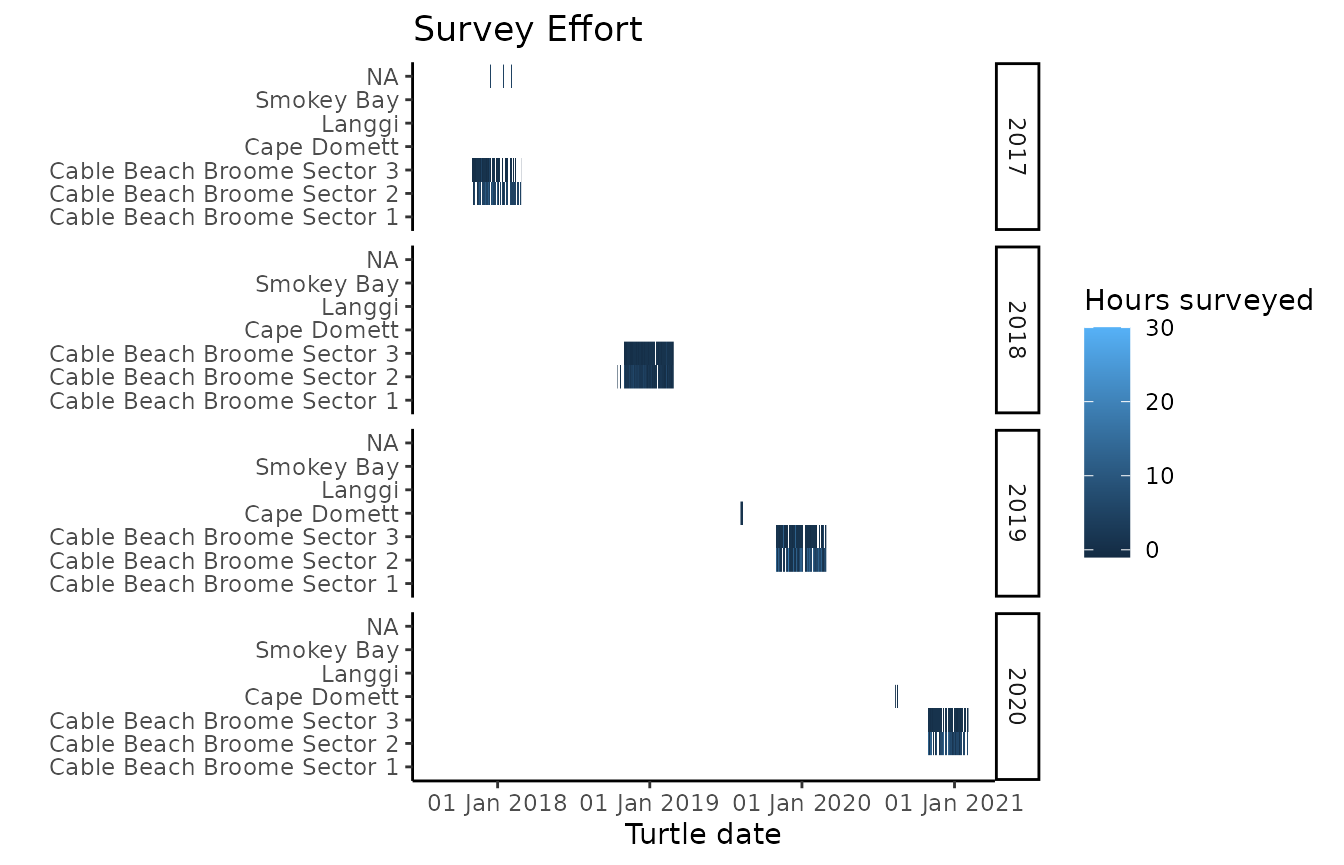 Survey Effort
NA
Smokey Bay
Langgi
Cape Domett
Cable Beach Broome Sector 3
Cable Beach Broome Sector 2
Cable Beach Broome Sector 1
2017
NA
Smokey Bay
Langgi
Cape Domett
Cable Beach Broome Sector 3
Cable Beach Broome Sector 2
Cable Beach Broome Sector 1
2018
NA
Smokey Bay
Langgi
Cape Domett
Cable Beach Broome Sector 3
Cable Beach Broome Sector 2
Cable Beach Broome Sector 1
2019
NA
Smokey Bay
Langgi
Cape Domett
Cable Beach Broome Sector 3
Cable Beach Broome Sector 2
Cable Beach Broome Sector 1
2020
01 Jan 2018 01 Jan 2019 01 Jan 2020 01 Jan 2021
Turtle date
Hours surveyed
30
20
10
0